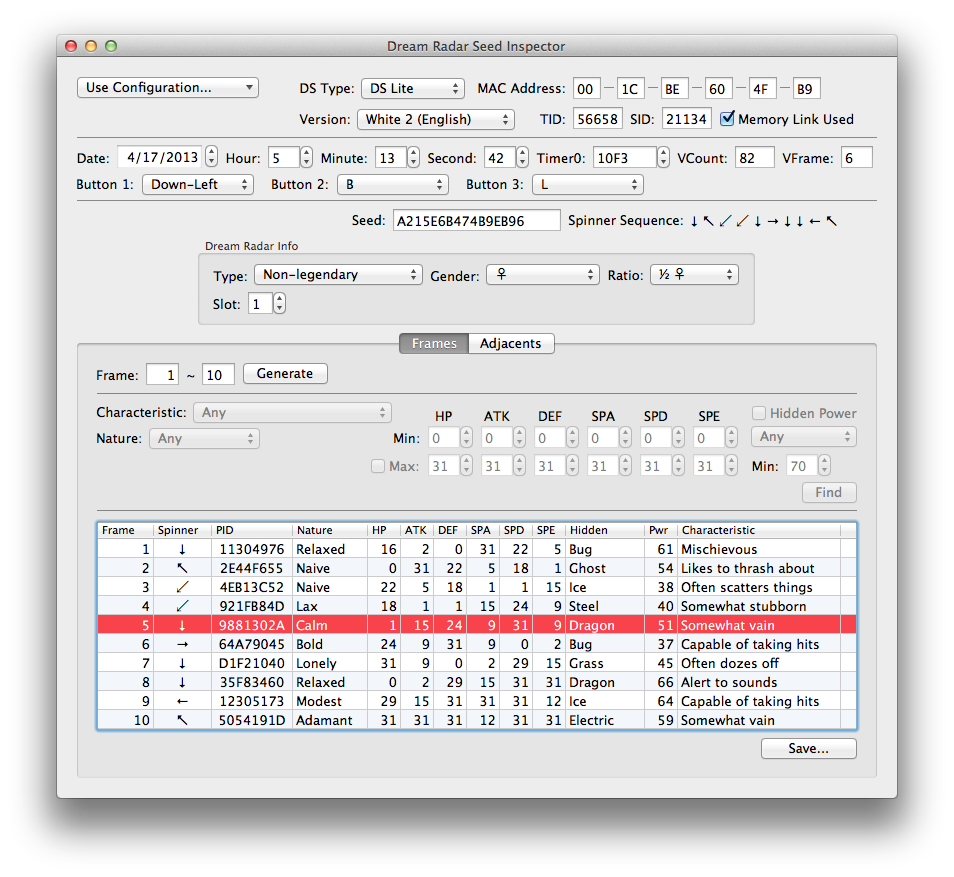 Dream Radar Seed Inspector
Use Configuration... DS Type: DS Lite MAC Address: 00 — 1C — BE — 60 — 4F — B9
Version: White 2 (English) TID: 56658 SID: 21134 Memory Link Used
Date: 4/17/2013 Hour: 5 Minute: 13 Second: 42 Timer0: 10F3 VCount: 82 VFrame: 6
Button 1: Down-Left Button 2: B Button 3: L
Seed: A215E6B474B9EB96 Spinner Sequence: ↓ ↖ ↙ ↙ ↓ → ↓ ↓ ← ↖
Dream Radar Info
Type: Non-legendary Gender: ♀ Ratio: ½ ♀
Slot: 1
Frames Adjacents
Frame: 1 ~ 10 Generate
Characteristic: Any HP ATK DEF SPA SPD SPE Hidden Power
Nature: Any Min: 0 0 0 0 0 0 Any
Max: 31 31 31 31 31 31 Min: 70
Find
Frame Spinner PID Nature HP ATK DEF SPA SPD SPE Hidden Pwr Characteristic
1 ↓ 11304976 Relaxed 16 2 0 31 22 5 Bug 61 Mischievous
2 ↖ 2E44F655 Naive 0 31 22 5 18 1 Ghost 54 Likes to thrash about
3 ↙ 4EB13C52 Naive 22 5 18 1 1 15 Ice 38 Often scatters things
4 ↙ 921FB84D Lax 18 1 1 15 24 9 Steel 40 Somewhat stubborn
5 ↓ 9881302A Calm 1 15 24 9 31 9 Dragon 51 Somewhat vain
6 → 64A79045 Bold 24 9 31 9 0 2 Bug 37 Capable of taking hits
7 ↓ D1F21040 Lonely 31 9 0 2 29 15 Grass 45 Often dozes off
8 ↓ 35F83460 Relaxed 0 2 29 15 31 31 Dragon 66 Alert to sounds
9 ← 12305173 Modest 29 15 31 31 31 12 Ice 64 Capable of taking hits
10 ↖ 5054191D Adamant 31 31 31 12 31 31 Electric 59 Somewhat vain
Save...